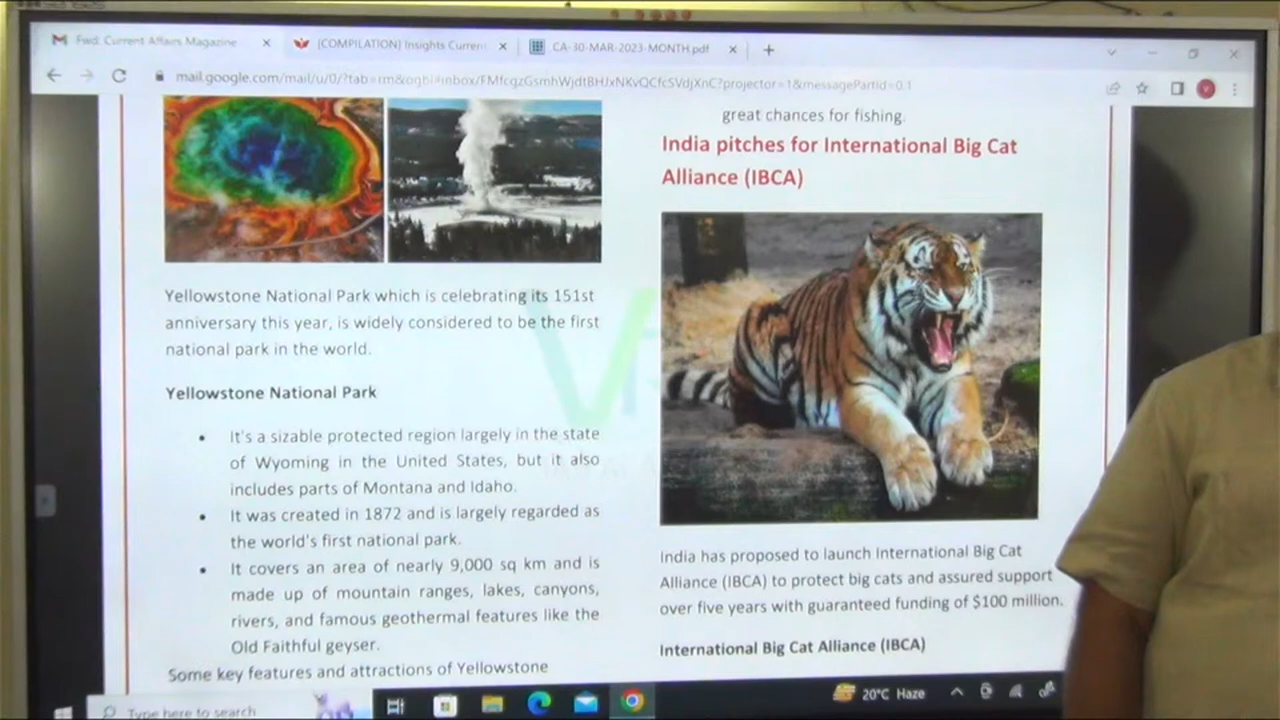 Fwd: Current Affairs Magazine
[COMPILATION] Insights Current
CA-30-MAR-2023-MONTH.pdf
great chances for fishing.
India pitches for International Big Cat
Alliance (IBCA)
Yellowstone National Park which is celebrating its 151st
anniversary this year, is widely considered to be the first
national park in the world.
Yellowstone National Park
• It's a sizable protected region largely in the state
of Wyoming in the United States, but it also
includes parts of Montana and Idaho.
• It was created in 1872 and is largely regarded as
the world's first national park.
• It covers an area of nearly 9,000 sq km and is
made up of mountain ranges, lakes, canyons,
rivers, and famous geothermal features like the
Old Faithful geyser.
Some key features and attractions of Yellowstone
India has proposed to launch International Big Cat
Alliance (IBCA) to protect big cats and assured support
over five years with guaranteed funding of $100 million.
International Big Cat Alliance (IBCA)
Type here to search
20°C Haze